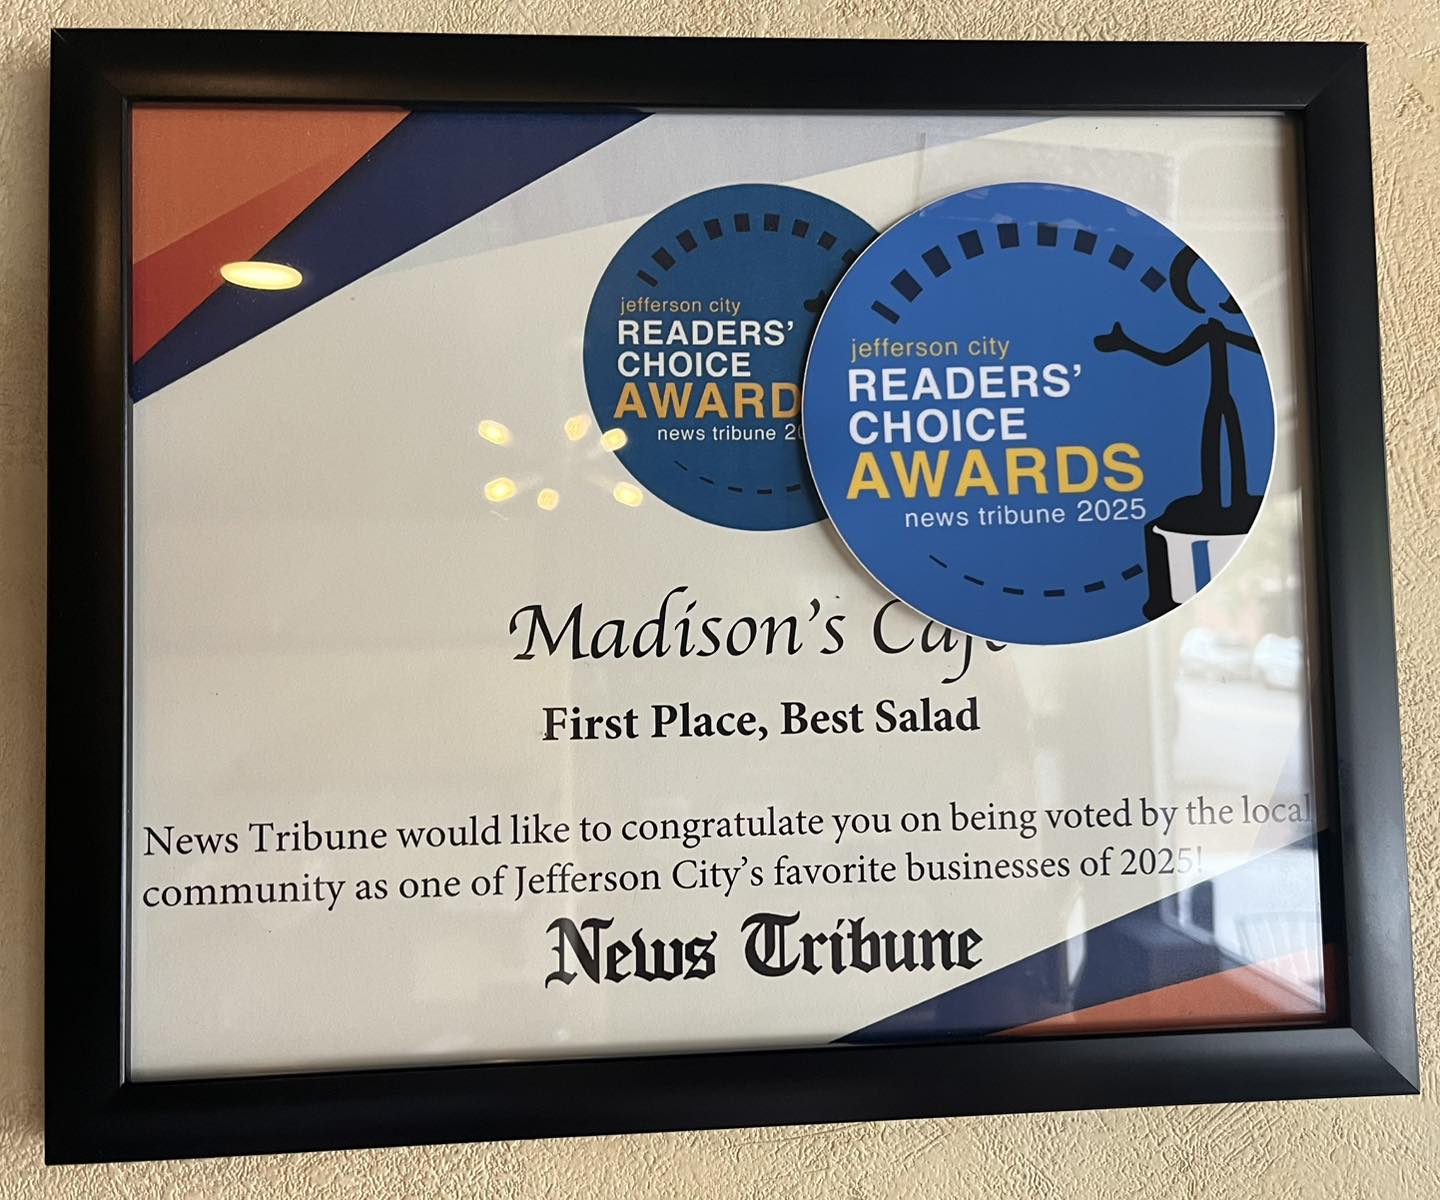 jefferson city
READERS'
CHOICE
AWARD
news tribune 20
jefferson city
READERS'
CHOICE
AWARDS
news tribune 2025
Madison's Cafe
First Place, Best Salad
News Tribune would like to congratulate you on being voted by the local
community as one of Jefferson City's favorite businesses of 2025!
News Tribune